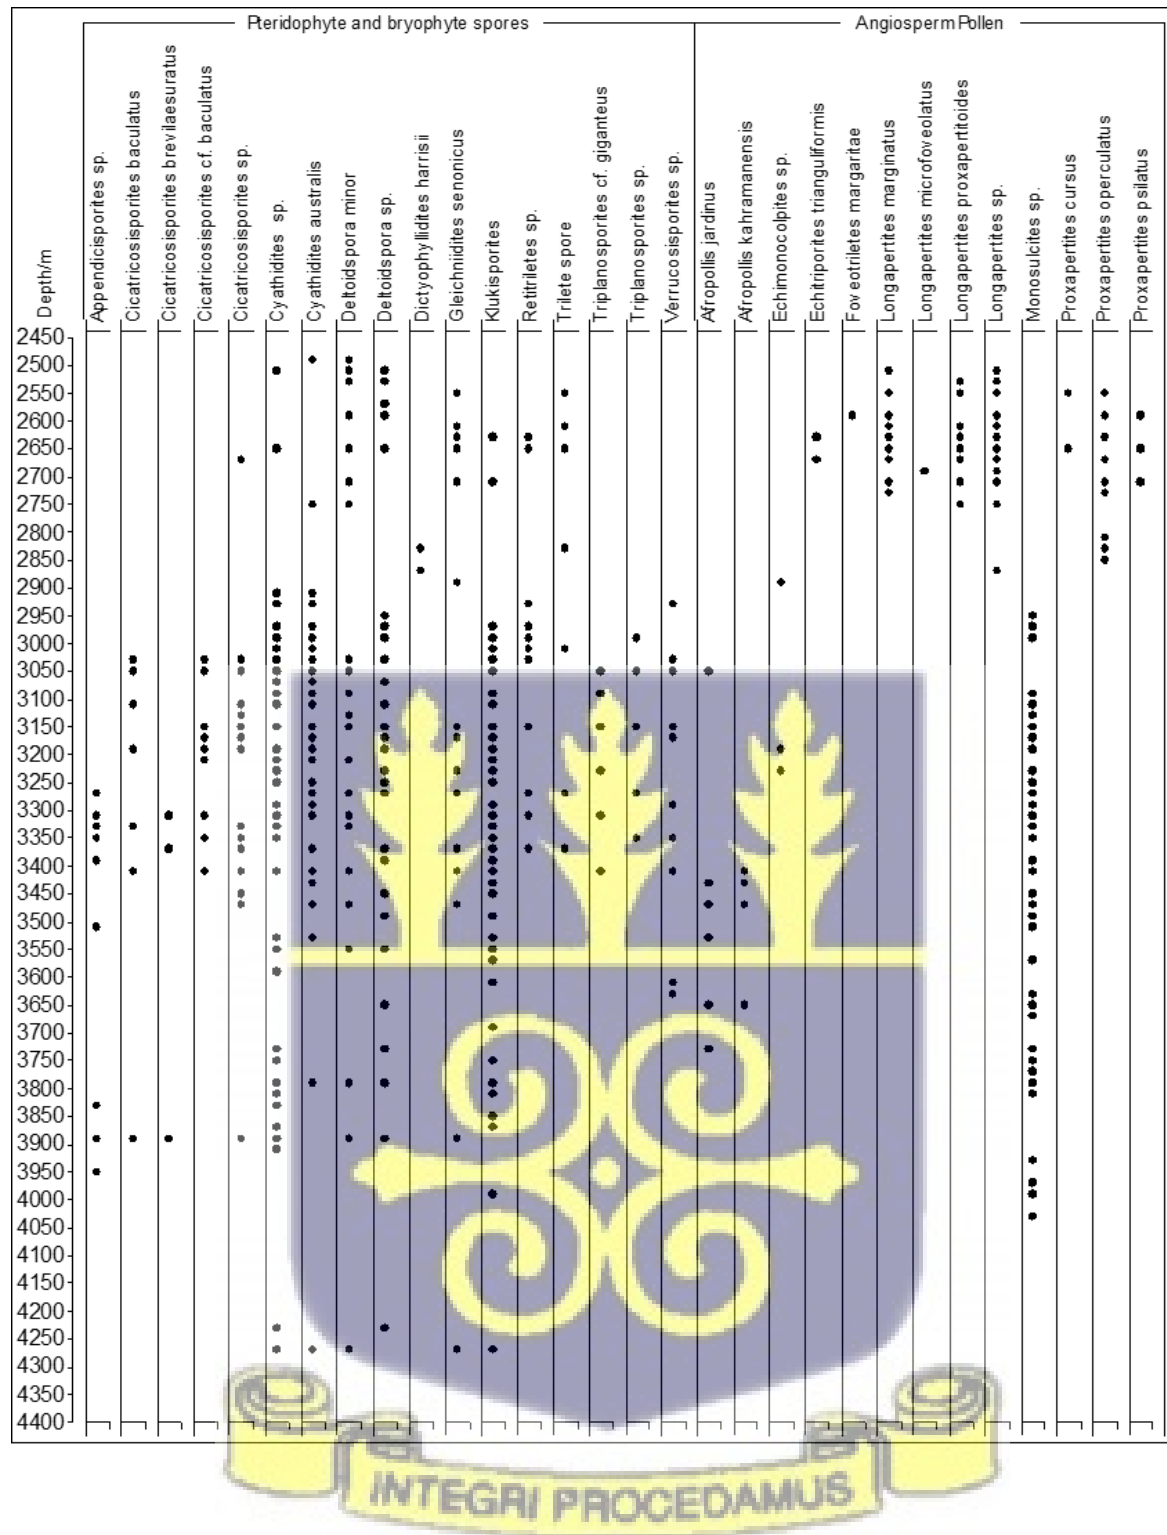 Pteridophyte and bryophyte spores
Angiosperm Pollen
Depth/m
Appendicisporites sp.
Cicatricosisporites baculatus
Cicatricosisporites brevilaesuratus
Cicatricosisporites cf. baculatus
Cicatricosisporites sp.
Cyathidites sp.
Cyathidites australis
Deltoidspora minor
Deltoidspora sp.
Dictyophyllidites harrisii
Gleichniidites senonicus
Klukisporites
Retitriletes sp.
Trilete spore
Triplanosporites cf. giganteus
Triplanosporites sp.
Verrucosisporites sp.
Afropollis jardinus
Afropollis kahramanensis
Echimonocolpites sp.
Echitriporites trianguliformis
Foveotriletes margaritae
Longapertites marginatus
Longapertites microfoveolatus
Longapertites proxapertitoides
Longapertites sp.
Monosulcites sp.
Proxapertites cursus
Proxapertites operculatus
Proxapertites psilatus
2450
2500
2550
2600
2650
2700
2750
2800
2850
2900
2950
3000
3050
3100
3150
3200
3250
3300
3350
3400
3450
3500
3550
3600
3650
3700
3750
3800
3850
3900
3950
4000
4050
4100
4150
4200
4250
4300
4350
4400
INTEGRI PROCEDAMUS